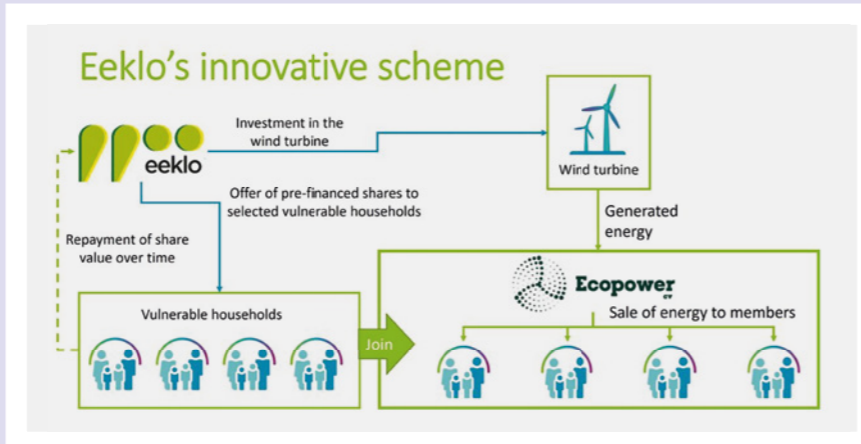 Eeklo's innovative scheme
eeklo
Investment in the
wind turbine
Wind turbine
Offer of pre-financed shares to
selected vulnerable households
Generated
energy
Repayment of share
value over time
Ecopower
cv
Sale of energy to members
Vulnerable households
Join